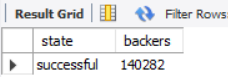 Result Grid Filter Rows
state backers
successful 140282